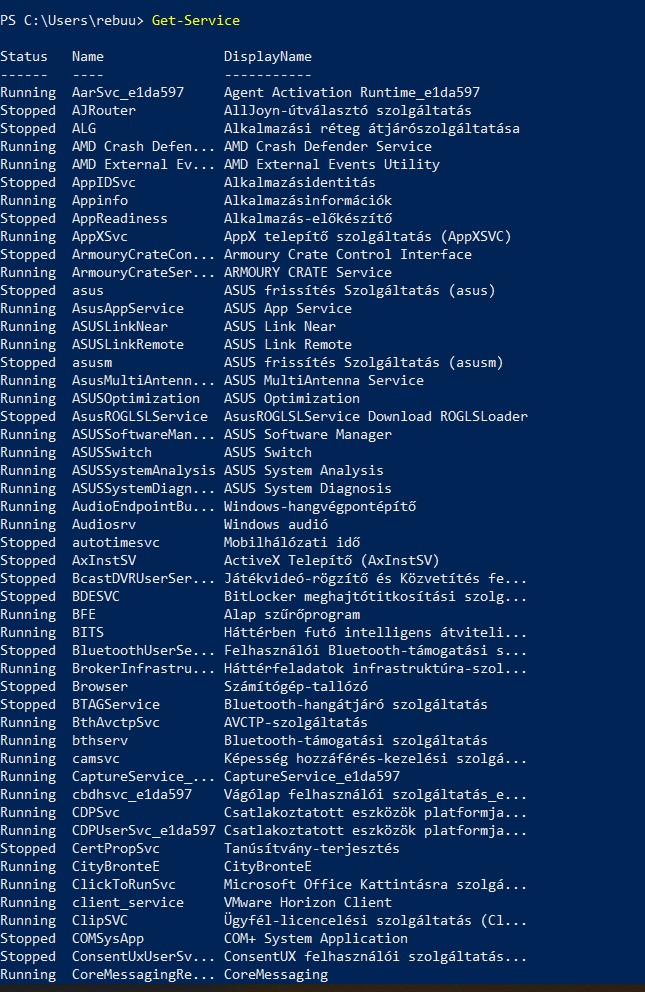 PS C:\Users\rebuu> Get-Service
Status Name DisplayName
------ ---- -----------
Running AarSvc_e1da597 Agent Activation Runtime_e1da597
Stopped AJRouter AllJoyn-útválasztó szolgáltatás
Stopped ALG Alkalmazási réteg átjárószolgáltatása
Running AMD Crash Defen... AMD Crash Defender Service
Running AMD External Ev... AMD External Events Utility
Stopped AppIDSvc Alkalmazásidentitás
Running Appinfo Alkalmazásinformációk
Stopped AppReadiness Alkalmazás-előkészítő
Running AppXSvc AppX telepítő szolgáltatás (AppXSVC)
Stopped ArmouryCrateCon... Armoury Crate Control Interface
Running ArmouryCrateSer... ARMOURY CRATE Service
Stopped asus ASUS frissítés Szolgáltatás (asus)
Running AsusAppService ASUS App Service
Running ASUSLinkNear ASUS Link Near
Running ASUSLinkRemote ASUS Link Remote
Stopped asusm ASUS frissítés Szolgáltatás (asusm)
Running AsusMultiAntenn... ASUS MultiAntenna Service
Running ASUSOptimization ASUS Optimization
Stopped AsusROGLSLService AsusROGLSLService Download ROGLSLoader
Running ASUSSoftwareMan... ASUS Software Manager
Running ASUSSwitch ASUS Switch
Running ASUSSystemAnalysis ASUS System Analysis
Running ASUSSystemDiagn... ASUS System Diagnosis
Running AudioEndpointBu... Windows-hangvégpontépítő
Running Audiosrv Windows audió
Stopped autotimesvc Mobilhálózati idő
Stopped AxInstSV ActiveX Telepítő (AxInstSV)
Stopped BcastDVRUserSer... Játékvideó-rögzítő és Közvetítés fe...
Stopped BDESVC BitLocker meghajtótitkosítási szolg...
Running BFE Alap szűrőprogram
Running BITS Háttérben futó intelligens átviteli...
Stopped BluetoothUserSe... Felhasználói Bluetooth-támogatási s...
Running BrokerInfrastru... Háttérfeladatok infrastruktúra-szol...
Stopped Browser Számítógép-tallózó
Stopped BTAGService Bluetooth-hangátjáró szolgáltatás
Running BthAvctpSvc AVCTP-szolgáltatás
Running bthserv Bluetooth-támogatási szolgáltatás
Running camsvc Képesség hozzáférés-kezelési szolgá...
Running CaptureService_... CaptureService_e1da597
Running cbdhsvc_e1da597 Vágólap felhasználói szolgáltatás_e...
Running CDPSvc Csatlakoztatott eszközök platformja...
Running CDPUserSvc_e1da597 Csatlakoztatott eszközök platformja...
Stopped CertPropSvc Tanúsítvány-terjesztés
Running CityBronteE CityBronteE
Running ClickToRunSvc Microsoft Office Kattintásra szolgá...
Running client_service VMware Horizon Client
Running ClipSVC Ügyfél-licencelési szolgáltatás (Cl...
Stopped COMSysApp COM+ System Application
Stopped ConsentUxUserSv... ConsentUX felhasználói szolgáltatás...
Running CoreMessagingRe... CoreMessaging